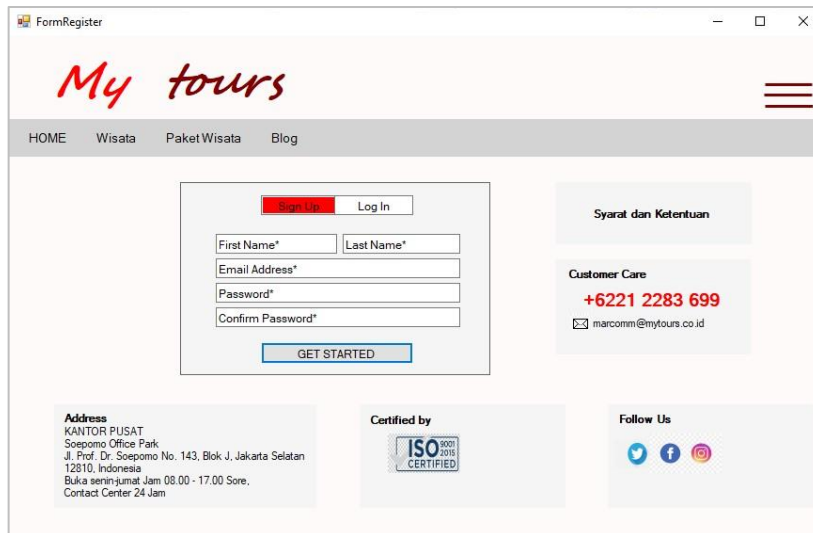 FormRegister
My tours
HOME Wisata Paket Wisata Blog
Sign Up Log In
First Name* Last Name*
Email Address*
Password*
Confirm Password*
GET STARTED
Syarat dan Ketentuan
Customer Care
+6221 2283 699
marcomm@mytours.co.id
Address
KANTOR PUSAT
Soepomo Office Park
Jl. Prof. Dr. Soepomo No. 143, Blok J, Jakarta Selatan
12810, Indonesia
Buka senin-jumat Jam 08.00 - 17.00 Sore,
Contact Center 24 Jam
Certified by
ISO 9001 2015
CERTIFIED
Follow Us